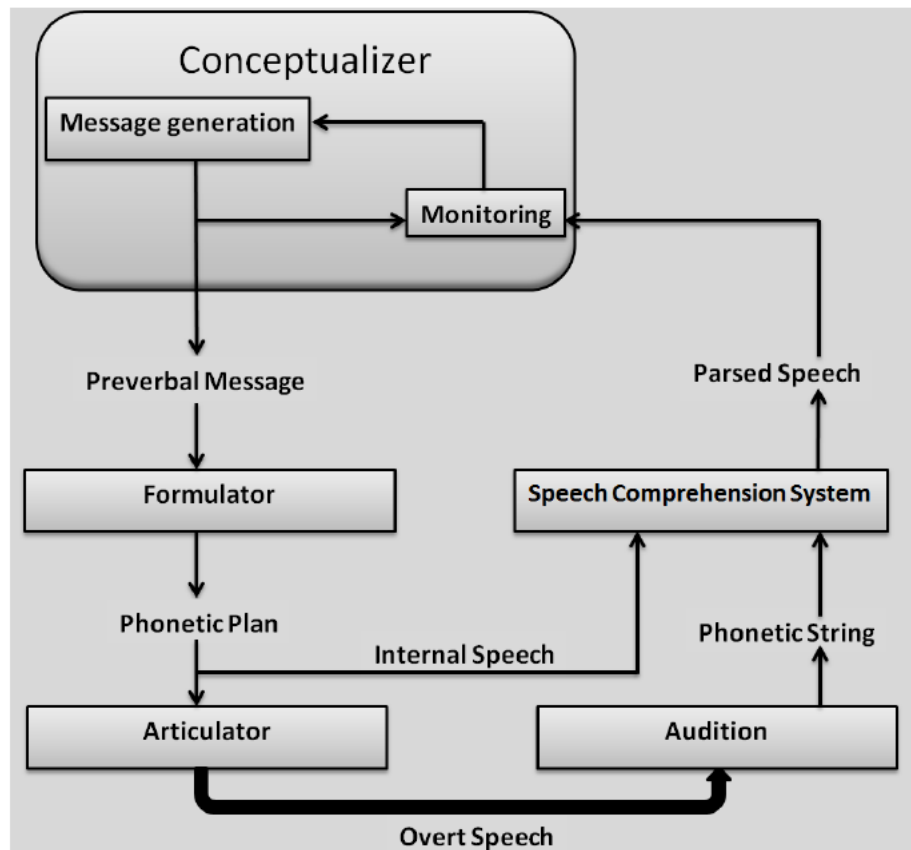 Conceptualizer
Message generation
Monitoring
Preverbal Message
Parsed Speech
Formulator
Speech Comprehension System
Phonetic Plan
Phonetic String
Internal Speech
Articulator
Audition
Overt Speech